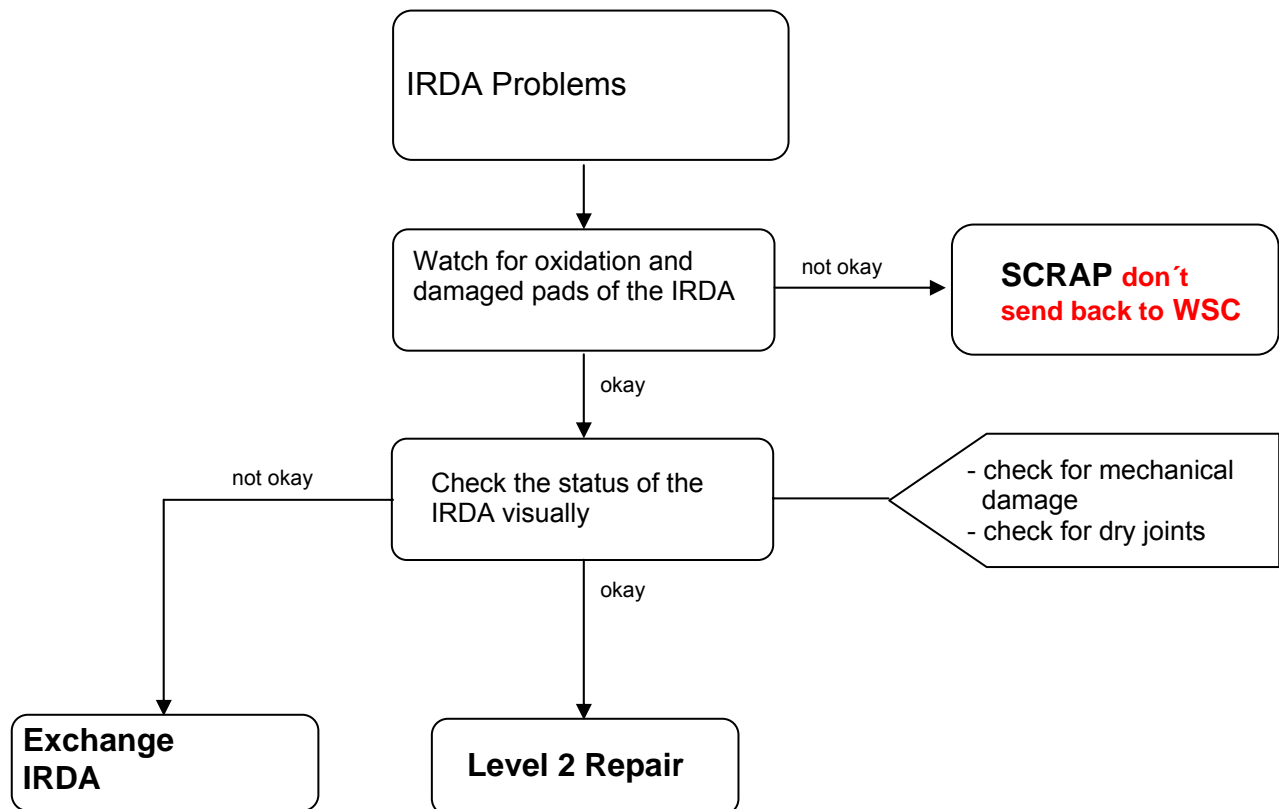 IRDA Problems
Watch for oxidation and
damaged pads of the IRDA
not okay
SCRAP don´t
send back to WSC
okay
not okay
Check the status of the
IRDA visually
- check for mechanical
damage
- check for dry joints
okay
Exchange
IRDA
Level 2 Repair